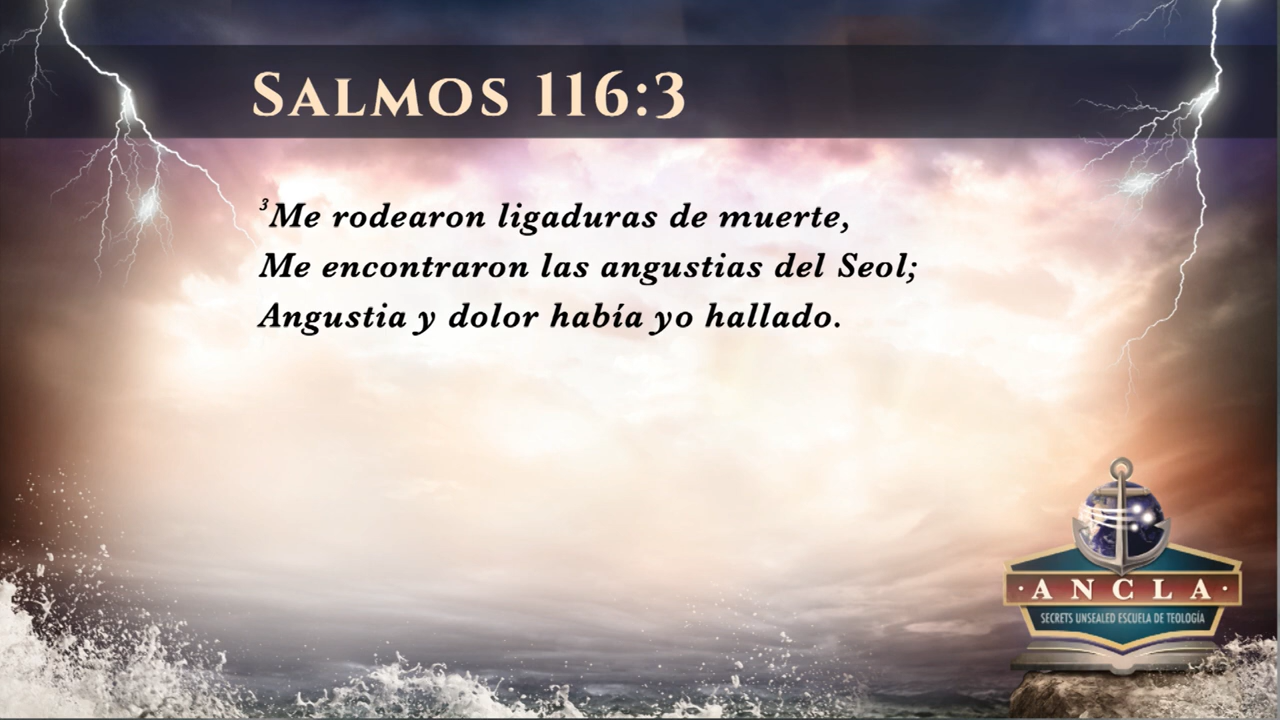 Salmos 116:3
³Me rodearon ligaduras de muerte,
Me encontraron las angustias del Seol;
Angustia y dolor había yo hallado.
· A N C L A ·
SECRETS UNSEALED ESCUELA DE TEOLOGÍA